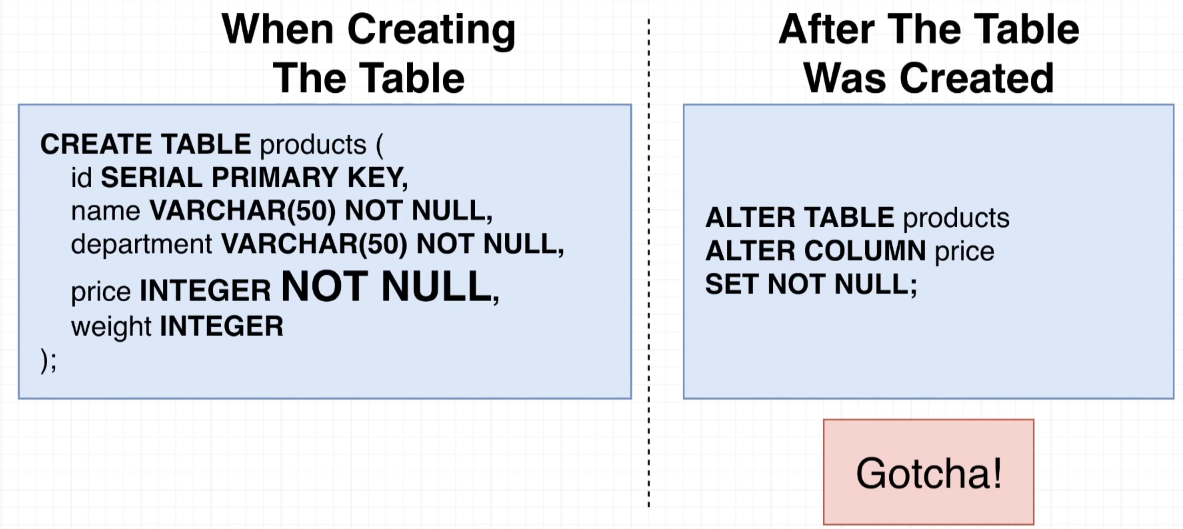 When Creating
The Table
CREATE TABLE products (
id SERIAL PRIMARY KEY,
name VARCHAR(50) NOT NULL,
department VARCHAR(50) NOT NULL,
price INTEGER NOT NULL,
weight INTEGER
);
After The Table
Was Created
ALTER TABLE products
ALTER COLUMN price
SET NOT NULL;
Gotcha!